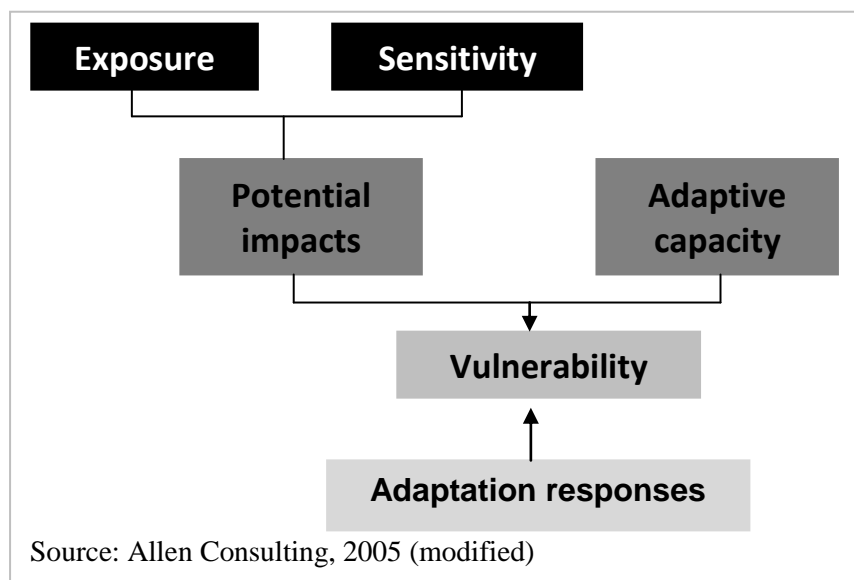 Exposure
Sensitivity
Potential
impacts
Adaptive
capacity
Vulnerability
Adaptation responses
Source: Allen Consulting, 2005 (modified)